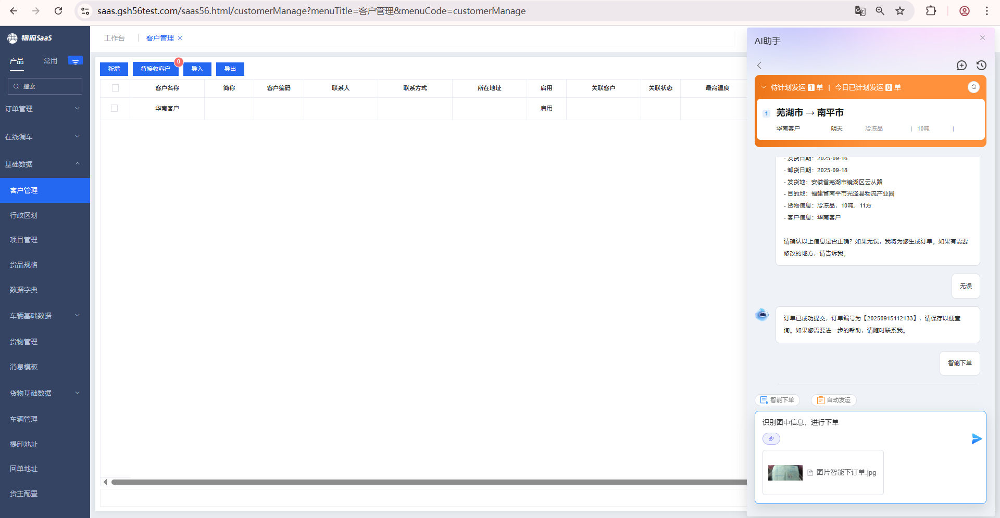 saas.gsh56test.com/saas56.html/customerManage?menuTitle=客户管理&menuCode=customerManage
物流SaaS
产品 常用
搜索
订单管理
在线调车
基础数据
客户管理
行政区划
项目管理
货品规格
数据字典
车辆基础数据
货物管理
消息模板
货物基础数据
车辆管理
提卸地址
回单地址
货主配置
工作台 客户管理
新增 待接收客户 0 导入 导出
客户名称 简称 客户编码 联系人 联系方式 所在地址 启用 关联客户 关联状态 最高温度
华南客户 启用
AI助手
待计划发运 1 单 | 今日已计划发运 0 单
1 芜湖市 → 南平市
华南客户 明天 冷冻品 | 10吨 |
- 发货日期：2025-09-16
- 卸货日期：2025-09-18
- 发货地：安徽省芜湖市镜湖区云从路
- 目的地：福建省南平市光泽县物流产业园
- 货物信息：冷冻品，10吨，11方
- 客户信息：华南客户
请确认以上信息是否正确？如果无误，我将为您生成订单。如果有需要
修改的地方，请告诉我。
无误
订单已成功提交，订单编号为【20250915112133】，请保存以便查
询。如果您需要进一步的帮助，请随时联系我。
智能下单
智能下单 自动发运
识别图中信息，进行下单
图片智能下订单.jpg